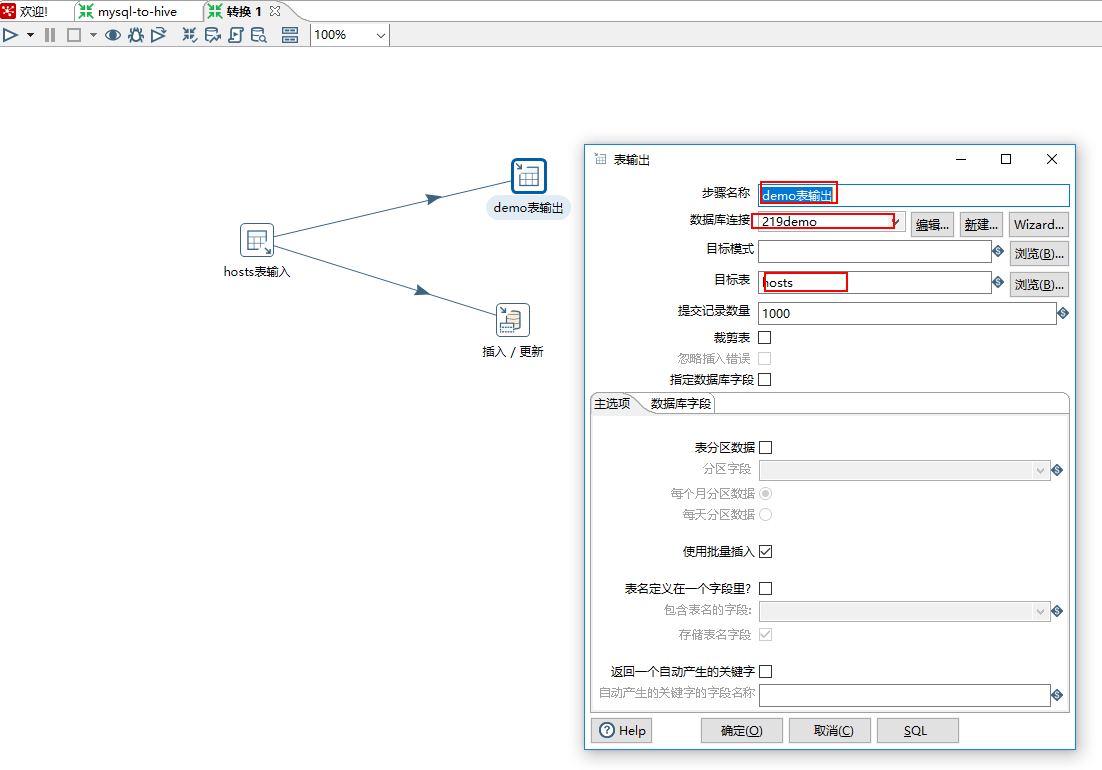 欢迎!
mysql-to-hive
转换 1
100%
demo表输出
hosts表输入
插入 / 更新
表输出
步骤名称
demo表输出
数据库连接
219demo
编辑...
新建...
Wizard...
目标模式
浏览(B)...
目标表
hosts
浏览(B)...
提交记录数量
1000
裁剪表
忽略插入错误
指定数据库字段
主选项
数据库字段
表分区数据
分区字段
每个月分区数据
每天分区数据
使用批量插入
表名定义在一个字段里?
包含表名的字段:
存储表名字段
返回一个自动产生的关键字
自动产生的关键字的字段名称
Help
确定(O)
取消(C)
SQL